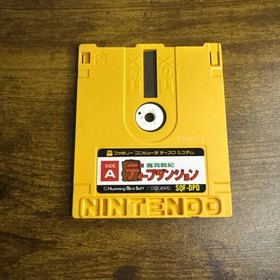 ファミリー コンピュータ ディスク システム
SIDE
A
魔洞戦紀
ディープダンジョン
© Humming Bird Soft / SQUARE SQF-DPD
NINTENDO